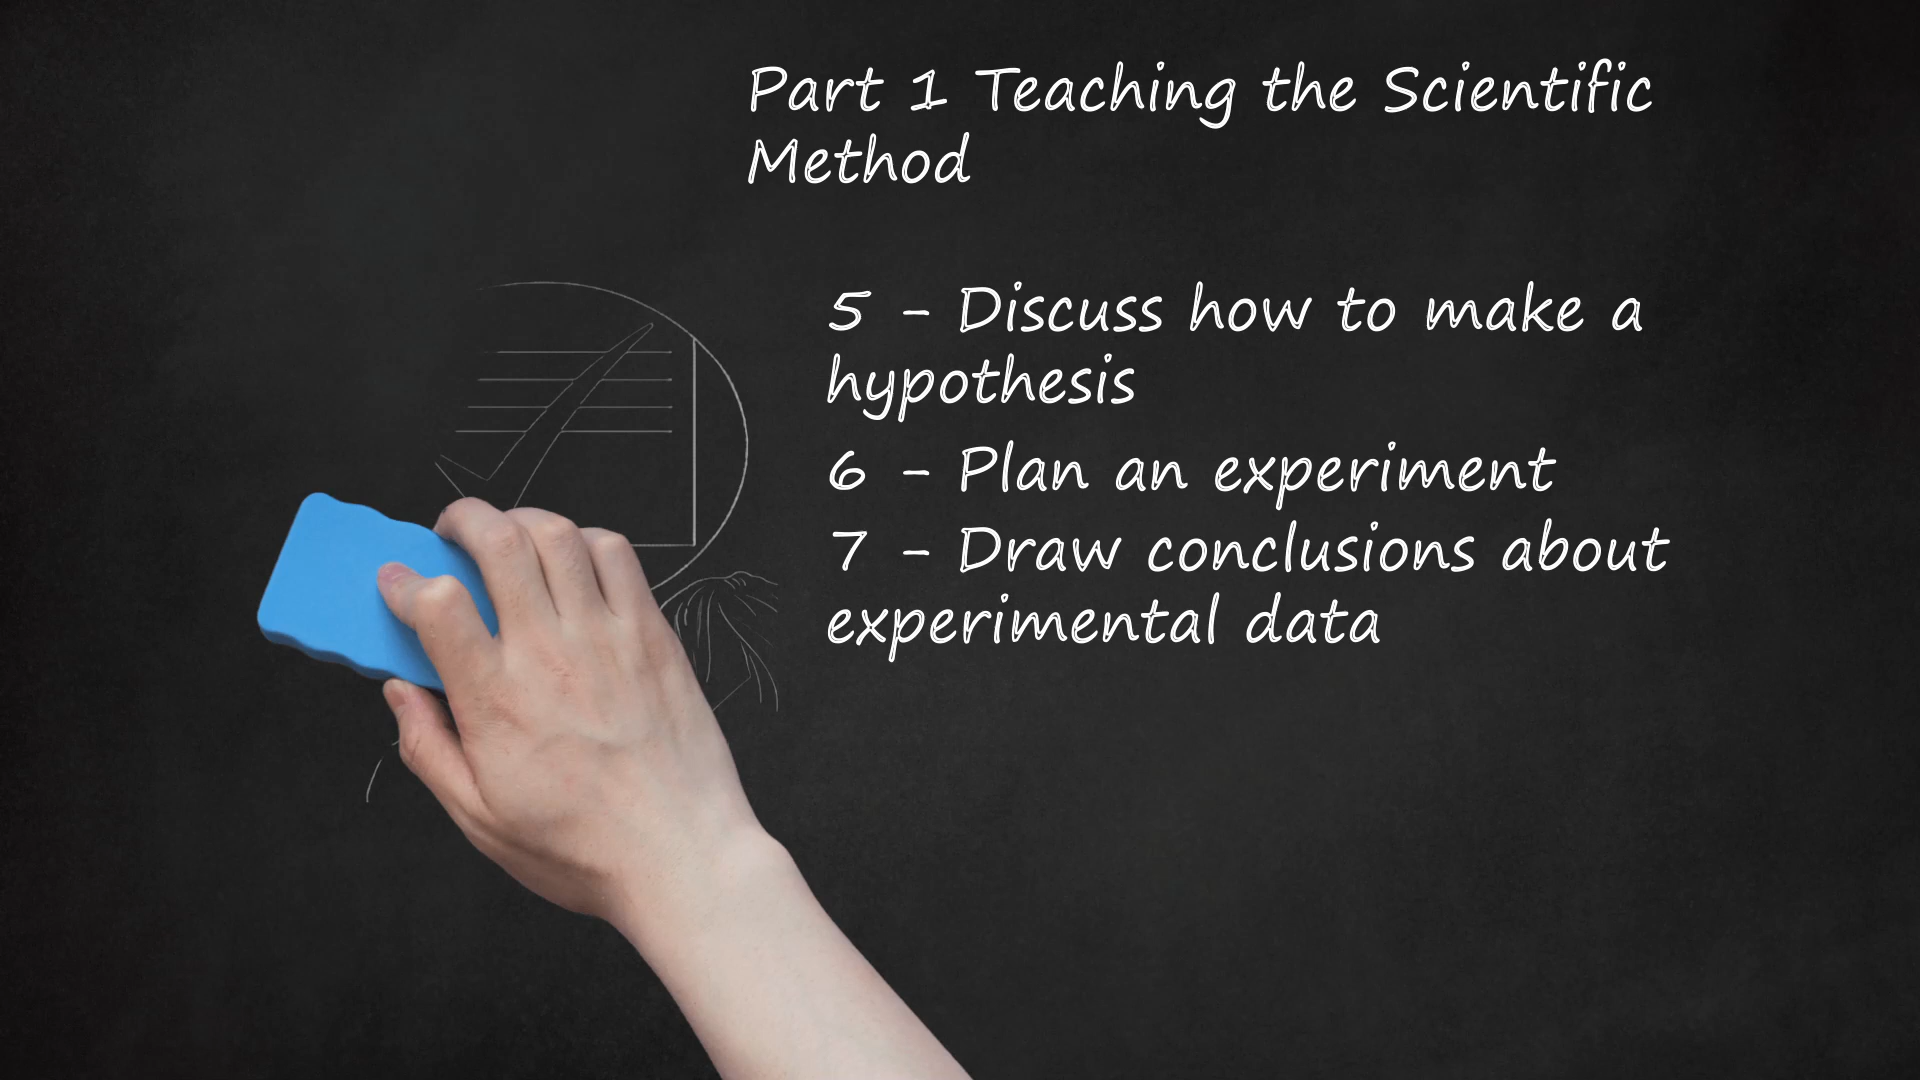 Part 1 Teaching the Scientific
Method
5 - Discuss how to make a
hypothesis
6 - Plan an experiment
7 - Draw conclusions about
experimental data